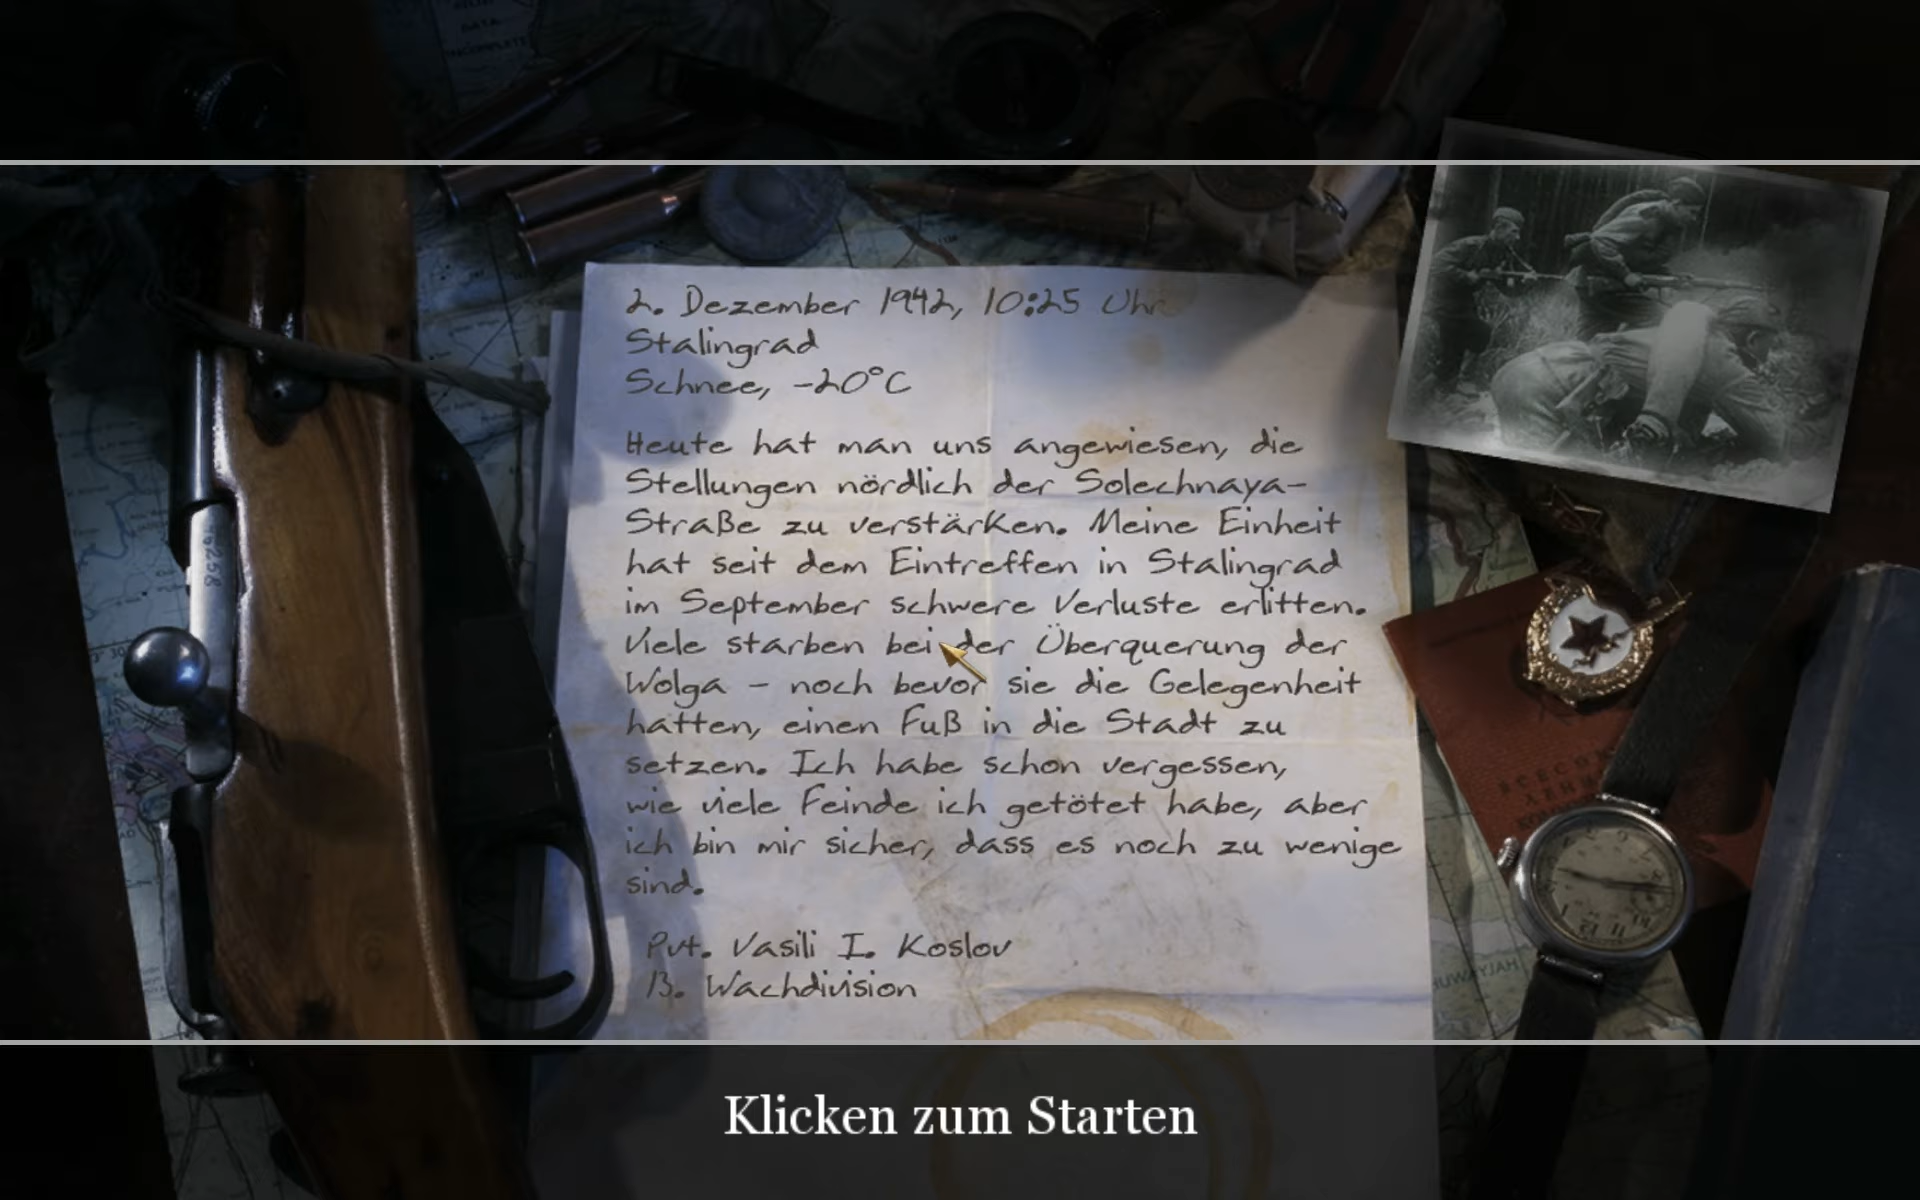 2. Dezember 1942, 10:25 Uhr
Stalingrad
Schnee, -20°C
Heute hat man uns angewiesen, die
Stellungen nördlich der Solechnaya-
Straße zu verstärken. Meine Einheit
hat seit dem Eintreffen in Stalingrad
im September schwere Verluste erlitten.
Viele starben bei der Überquerung der
Wolga - noch bevor sie die Gelegenheit
hatten, einen Fuß in die Stadt zu
setzen. Ich habe schon vergessen,
wie viele Feinde ich getötet habe, aber
ich bin mir sicher, dass es noch zu wenige
sind.
Pvt. Vasili I. Koslov
13. Wachdivision
Klicken zum Starten